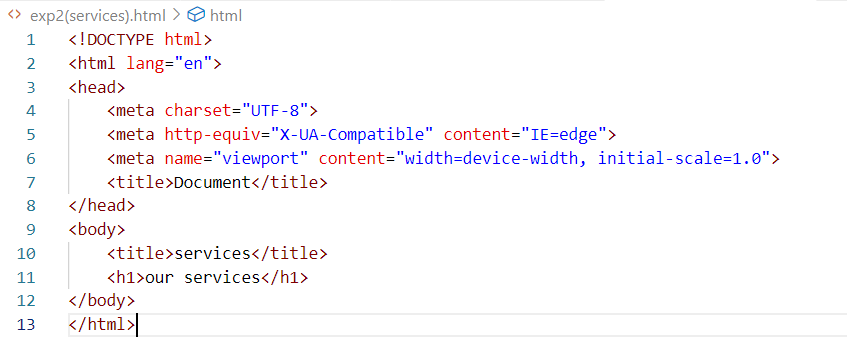 exp2(services).html > html
1 <!DOCTYPE html>
2 <html lang="en">
3 <head>
4     <meta charset="UTF-8">
5     <meta http-equiv="X-UA-Compatible" content="IE=edge">
6     <meta name="viewport" content="width=device-width, initial-scale=1.0">
7     <title>Document</title>
8 </head>
9 <body>
10     <title>services</title>
11     <h1>our services</h1>
12 </body>
13 </html>